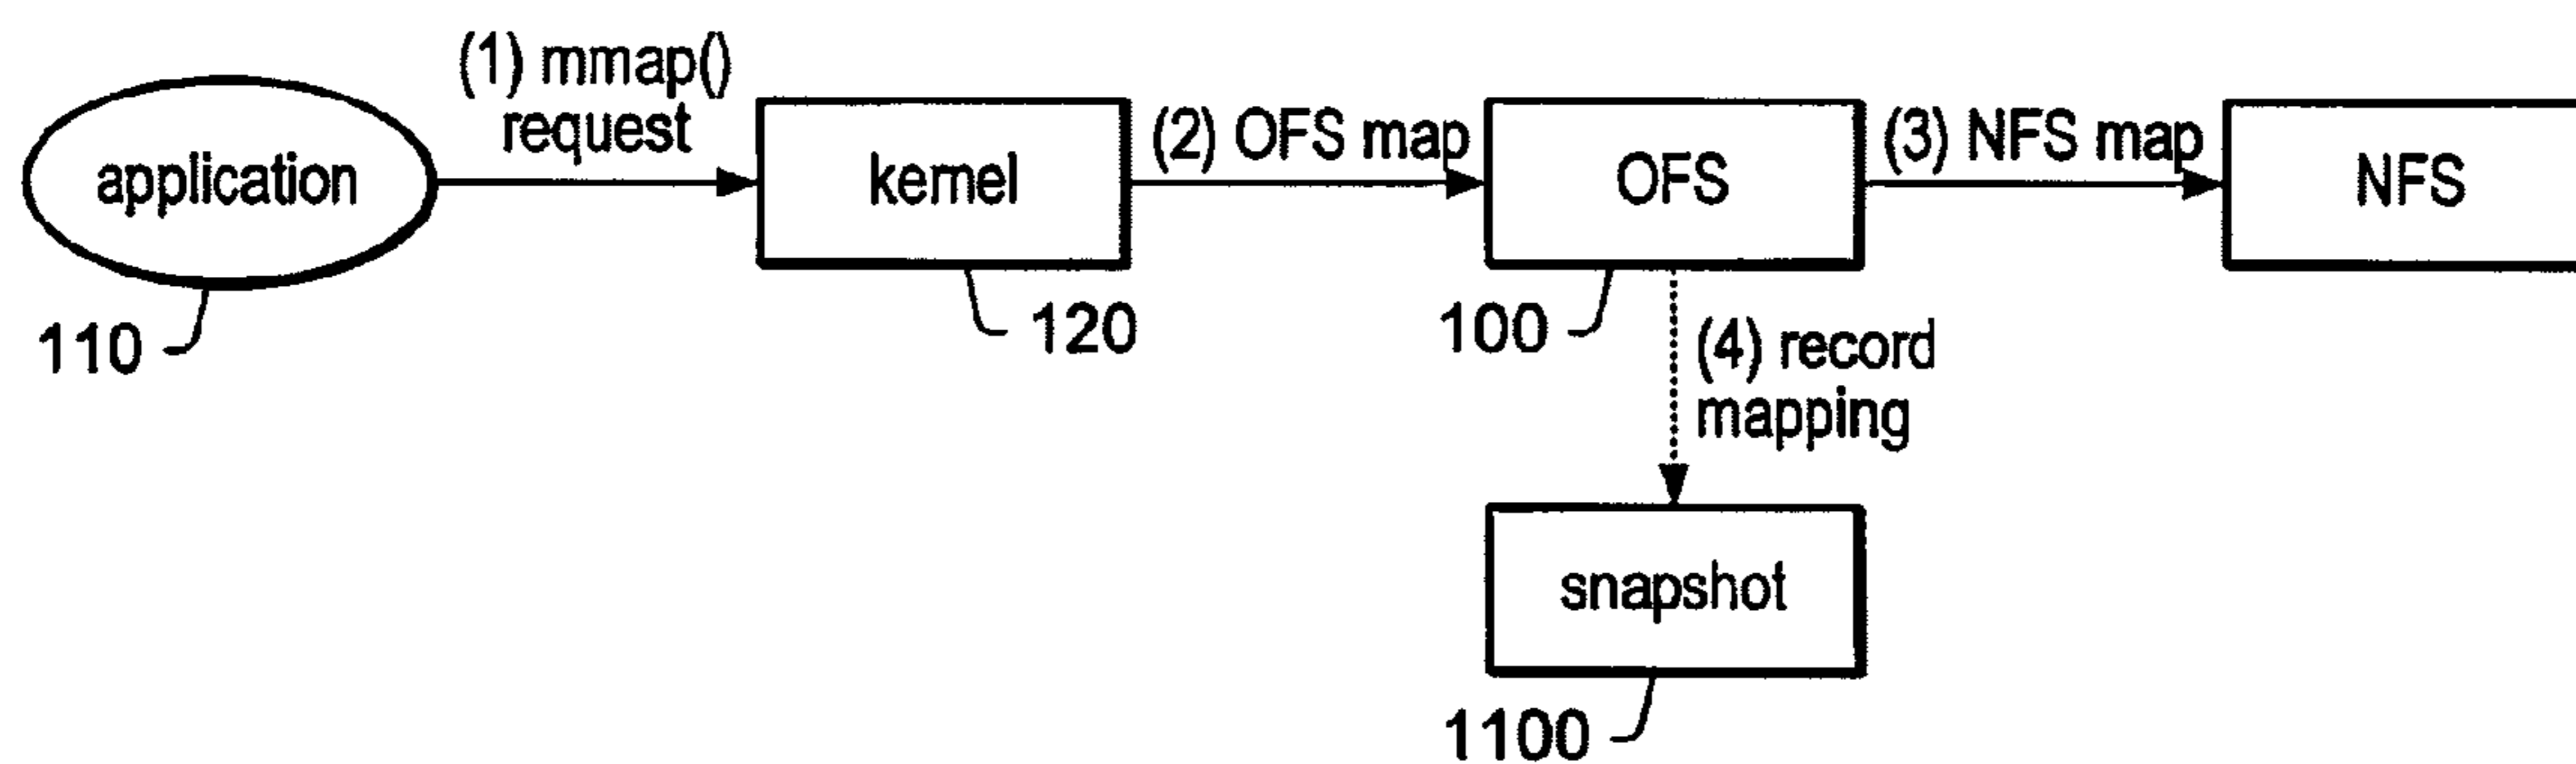 (1) mmap()
request
application
kernel
(2) OFS map
OFS
(3) NFS map
NFS
110
120
100
(4) record
mapping
snapshot
1100